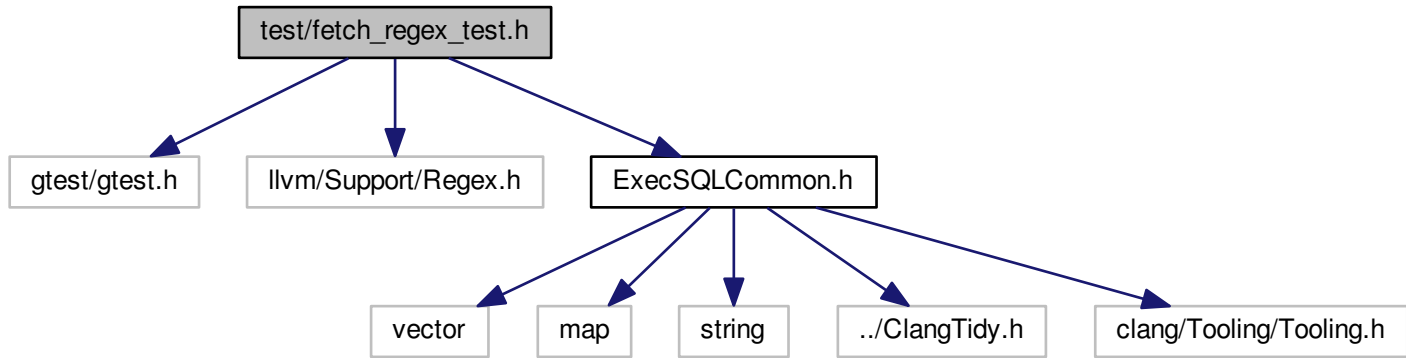 test/fetch_regex_test.h
gtest/gtest.h
llvm/Support/Regex.h
ExecSQLCommon.h
vector
map
string
../ClangTidy.h
clang/Tooling/Tooling.h